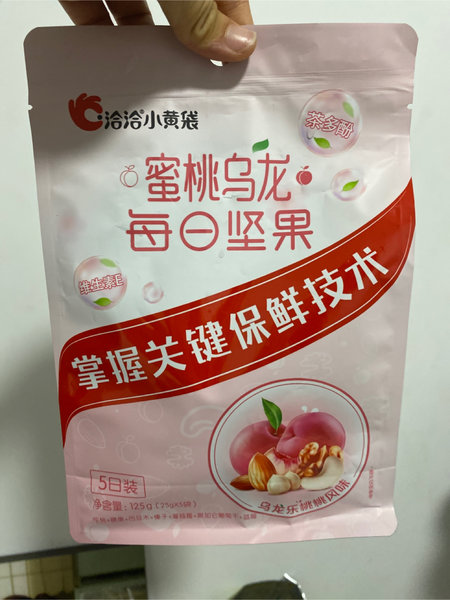 洽洽小黄袋
茶多酚
蜜桃乌龙
每日坚果
维生素E
掌握关键保鲜技术
5日装
净含量:125g(25g×5袋)
乌龙乐桃桃风味